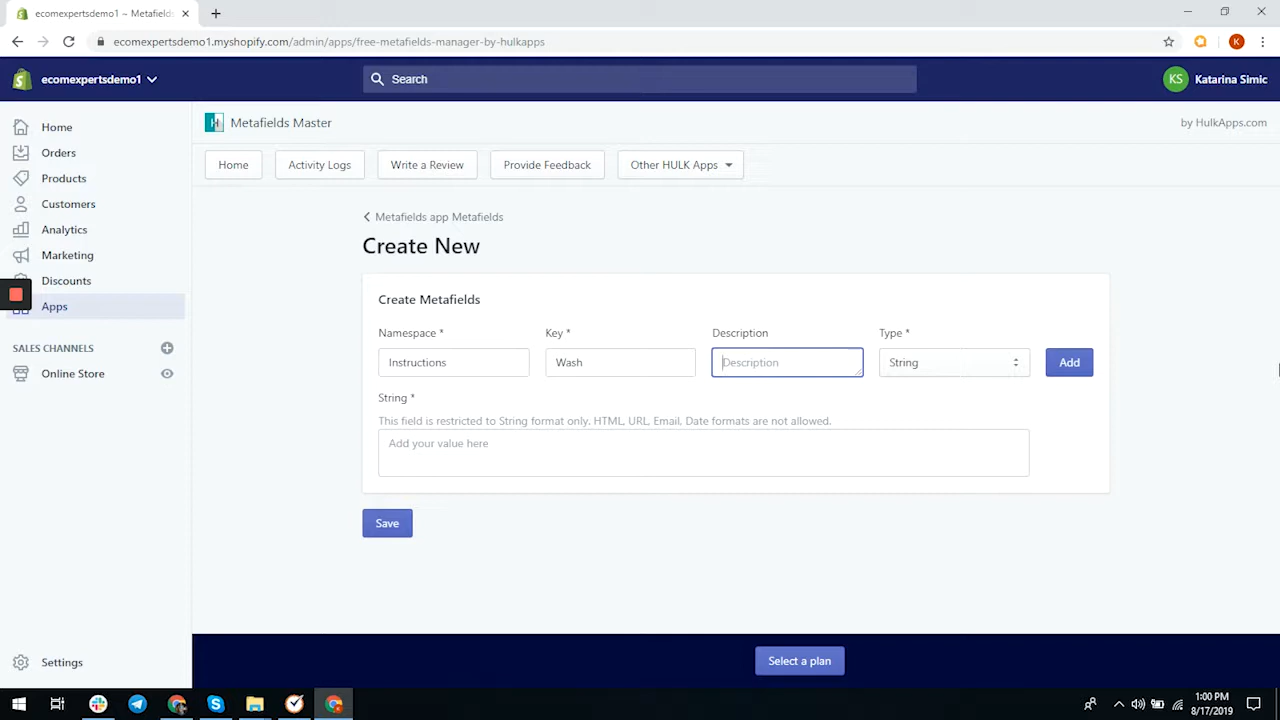 ecomexpertsdemo1 ~ Metafields
ecomexpertsdemo1.myshopify.com/admin/apps/free-metafields-manager-by-hulkapps
K
ecomexpertsdemo1
Search
KS
Katarina Simic
Home
Orders
Products
Customers
Analytics
Marketing
Discounts
Apps
SALES CHANNELS
Online Store
Settings
H
Metafields Master
by HulkApps.com
Home
Activity Logs
Write a Review
Provide Feedback
Other HULK Apps
Metafields app Metafields
Create New
Create Metafields
Namespace *
Key *
Description
Type *
Instructions
Wash
Description
String
Add
String *
This field is restricted to String format only. HTML, URL, Email, Date formats are not allowed.
Add your value here
Save
Select a plan
1:00 PM
8/17/2019